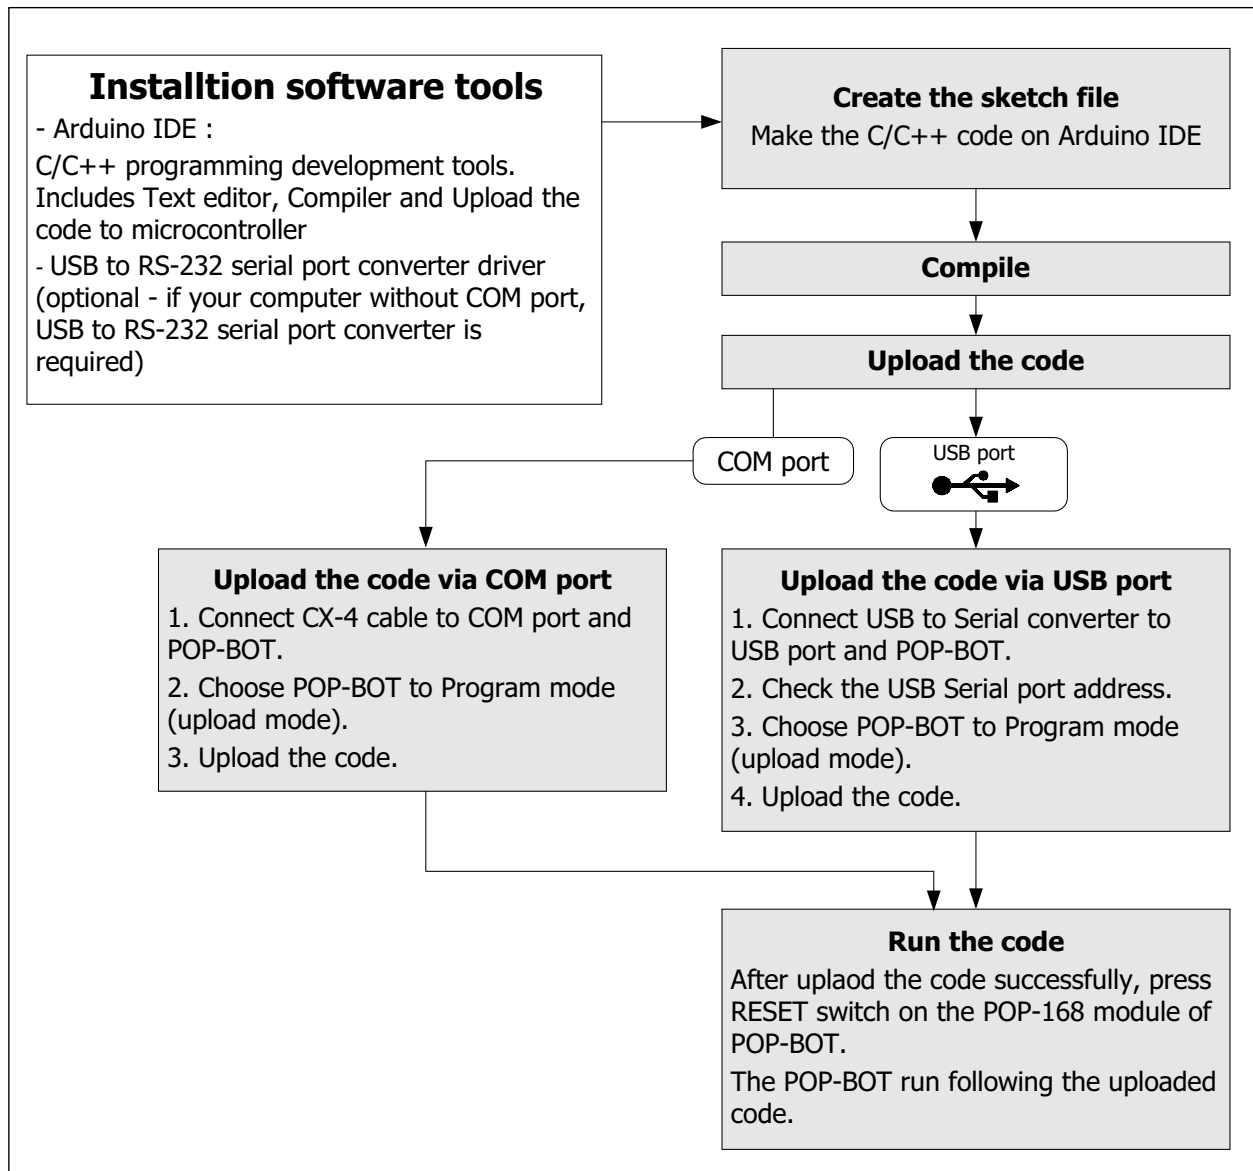 Installtion software tools
- Arduino IDE :
C/C++ programming development tools.
Includes Text editor, Compiler and Upload the
code to microcontroller
- USB to RS-232 serial port converter driver
(optional - if your computer without COM port,
USB to RS-232 serial port converter is
required)
Create the sketch file
Make the C/C++ code on Arduino IDE
Compile
Upload the code
COM port
USB port
Upload the code via COM port
1. Connect CX-4 cable to COM port and
POP-BOT.
2. Choose POP-BOT to Program mode
(upload mode).
3. Upload the code.
Upload the code via USB port
1. Connect USB to Serial converter to
USB port and POP-BOT.
2. Check the USB Serial port address.
3. Choose POP-BOT to Program mode
(upload mode).
4. Upload the code.
Run the code
After uplaod the code successfully, press
RESET switch on the POP-168 module of
POP-BOT.
The POP-BOT run following the uploaded
code.